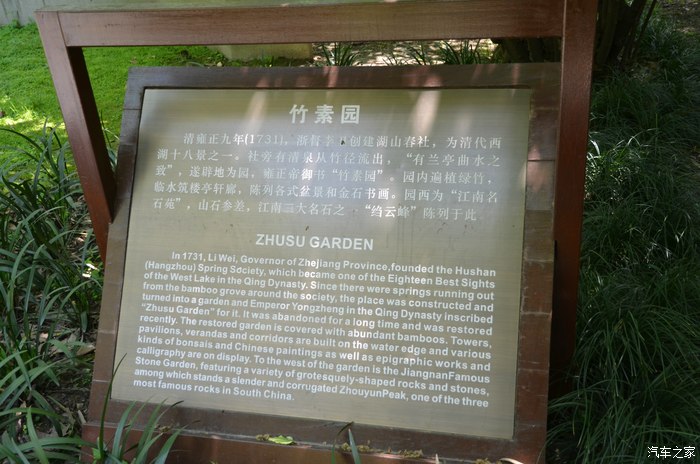 竹素园
清雍正九年(1731)，浙督李 创建湖山春社，为清代西
湖十八景之一。社旁有清泉从竹径流出，“有兰亭曲水之
致”，遂辟地为园，雍正帝御书“竹素园”。园内遍植绿竹，
临水筑楼亭轩廊，陈列各式盆景和金石书画。园西为“江南名
石苑”，山石参差，江南三大名石之 “绉云峰”陈列于此。
ZHUSU GARDEN
In 1731, Li Wei, Governor of Zhejiang Province,founded the Hushan
(Hangzhou) Spring Society, which became one of the Eighteen Best Sights
of the West Lake in the Qing Dynasty. Since there were springs running out
from the bamboo grove around the society, the place was constructed and
turned into a garden and Emperor Yongzheng in the Qing Dynasty inscribed
"Zhusu Garden" for it. It was abandoned for a long time and was restored
recently. The restored garden is covered with abundant bamboos. Towers,
pavilions, verandas and corridors are built on the water edge and various
kinds of bonsais and Chinese paintings as well as epigraphic works and
calligraphy are on display. To the west of the garden is the JiangnanFamous
Stone Garden, featuring a variety of grotesquely-shaped rocks and stones,
among which stands a slender and corrugated ZhouyunPeak, one of the three
most famous rocks in South China.
汽车之家